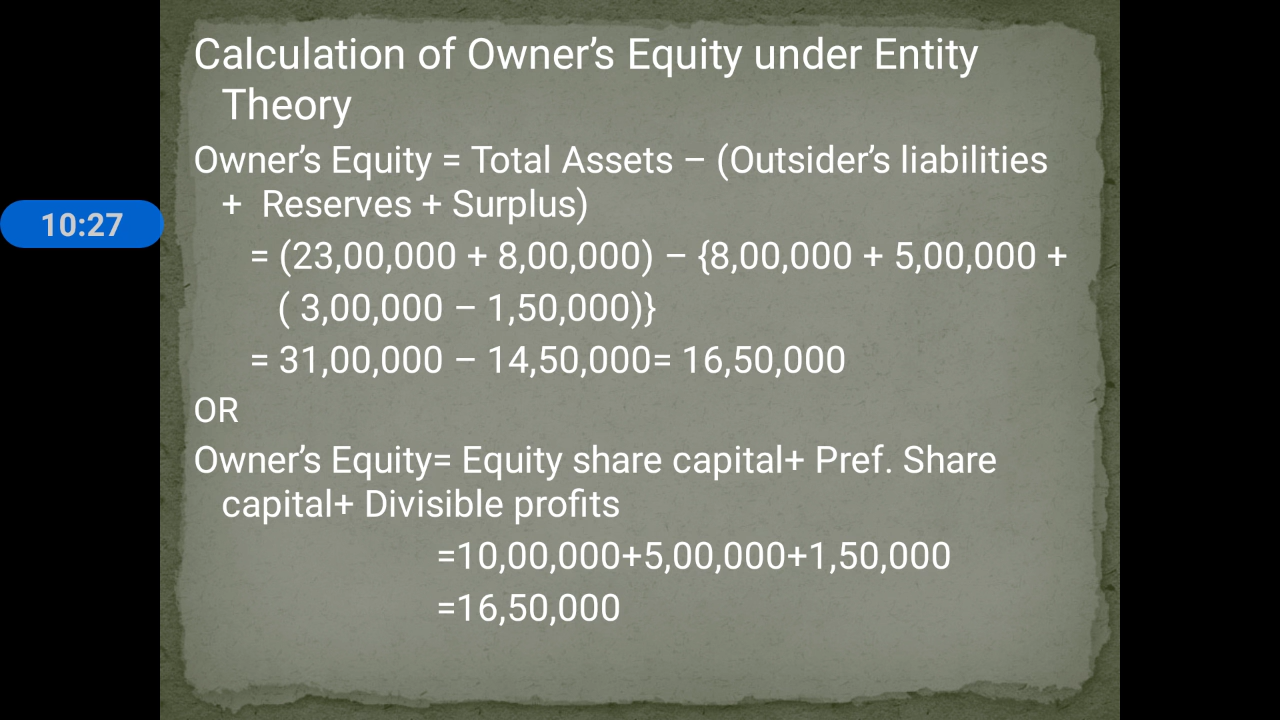 Calculation of Owner’s Equity under Entity
Theory
Owner’s Equity = Total Assets – (Outsider’s liabilities
+  Reserves + Surplus)
= (23,00,000 + 8,00,000) – {8,00,000 + 5,00,000 +
( 3,00,000 – 1,50,000)}
= 31,00,000 – 14,50,000= 16,50,000
OR
Owner’s Equity= Equity share capital+ Pref. Share
capital+ Divisible profits
=10,00,000+5,00,000+1,50,000
=16,50,000
10:27